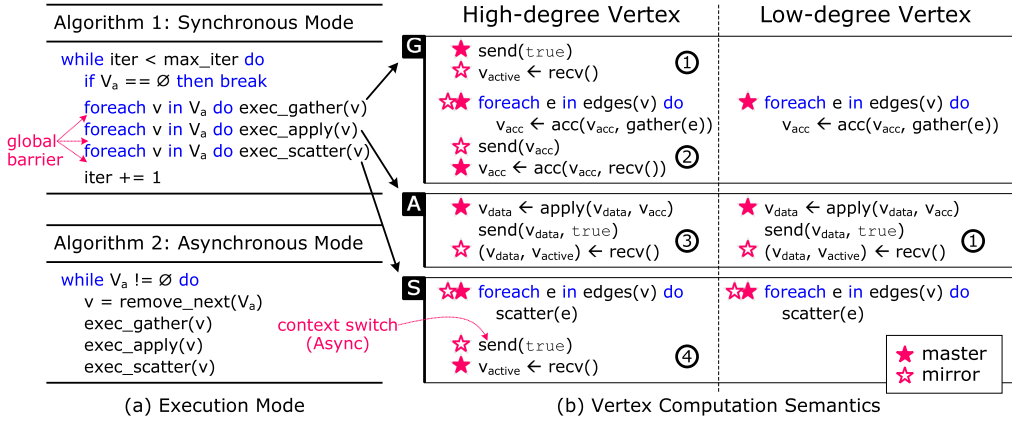 Algorithm 1: Synchronous Mode
while iter < max_iter do
if Va == Ø then break
foreach v in Va do exec_gather(v)
foreach v in Va do exec_apply(v)
foreach v in Va do exec_scatter(v)
iter += 1
global
barrier
Algorithm 2: Asynchronous Mode
while Va != Ø do
v = remove_next(Va)
exec_gather(v)
exec_apply(v)
exec_scatter(v)
context switch
(Async)
(a) Execution Mode
High-degree Vertex
Low-degree Vertex
G
★ send(true)
☆ vactive ← recv()
①
☆★ foreach e in edges(v) do
vacc ← acc(vacc, gather(e))
☆ send(vacc)
★ vacc ← acc(vacc, recv())
②
★ foreach e in edges(v) do
vacc ← acc(vacc, gather(e))
A
★ vdata ← apply(vdata, vacc)
send(vdata, true)
☆ (vdata, vactive) ← recv()
③
★ vdata ← apply(vdata, vacc)
send(vdata, true)
☆ (vdata, vactive) ← recv()
①
S
☆★ foreach e in edges(v) do
scatter(e)
☆ send(true)
★ vactive ← recv()
④
☆★ foreach e in edges(v) do
scatter(e)
★ master
☆ mirror
(b) Vertex Computation Semantics